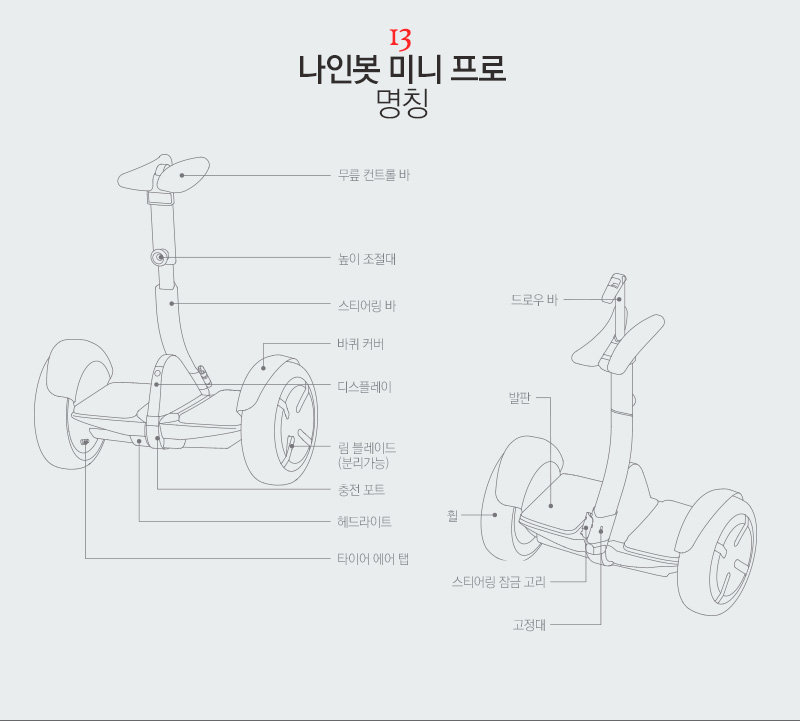 13
나인봇 미니 프로
명칭
무릎 컨트롤 바
높이 조절대
스티어링 바
바퀴 커버
디스플레이
림 블레이드
(분리가능)
충전 포트
헤드라이트
타이어 에어 탭
드로우 바
발판
휠
스티어링 잠금 고리
고정대